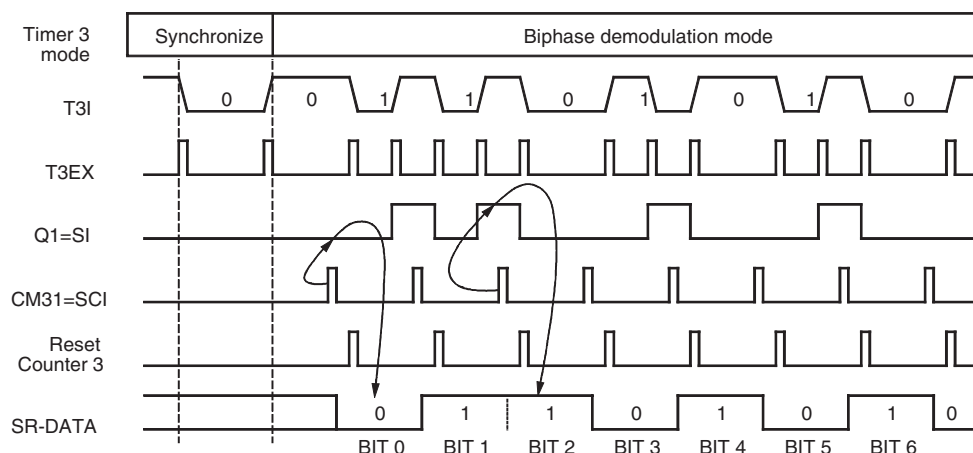 Timer 3
mode
Synchronize
Biphase demodulation mode
T3I
0 0 1 1 0 1 0 1 0
T3EX
Q1=SI
CM31=SCI
Reset
Counter 3
SR-DATA
0 1 1 0 1 0 1 0
BIT 0 BIT 1 BIT 2 BIT 3 BIT 4 BIT 5 BIT 6